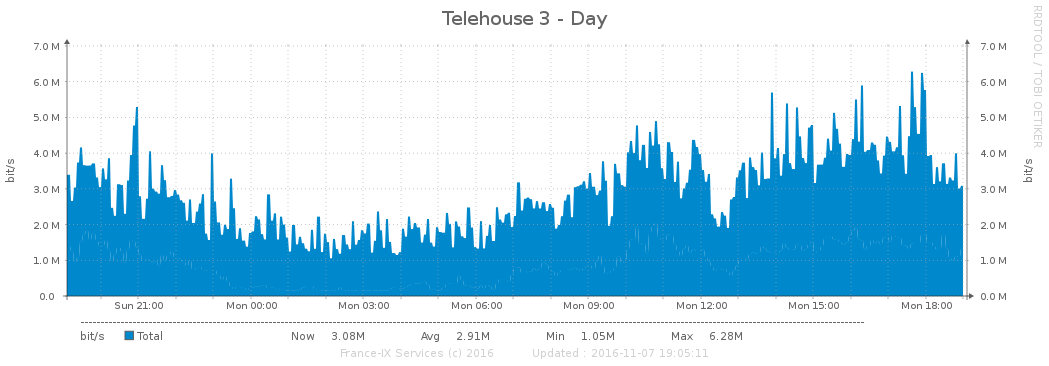 Telehouse 3 - Day
RRDTOOL / TOBI OETIKER
7.0 M 7.0 M
6.0 M 6.0 M
5.0 M 5.0 M
4.0 M 4.0 M
3.0 M 3.0 M
2.0 M 2.0 M
1.0 M 1.0 M
0.0 0.0 M
bit/s
bit/s
Sun 21:00 Mon 00:00 Mon 03:00 Mon 06:00 Mon 09:00 Mon 12:00 Mon 15:00 Mon 18:00
bit/s Total Now 3.08M Avg 2.91M Min 1.05M Max 6.28M
France-IX Services (c) 2016 Updated : 2016-11-07 19:05:11